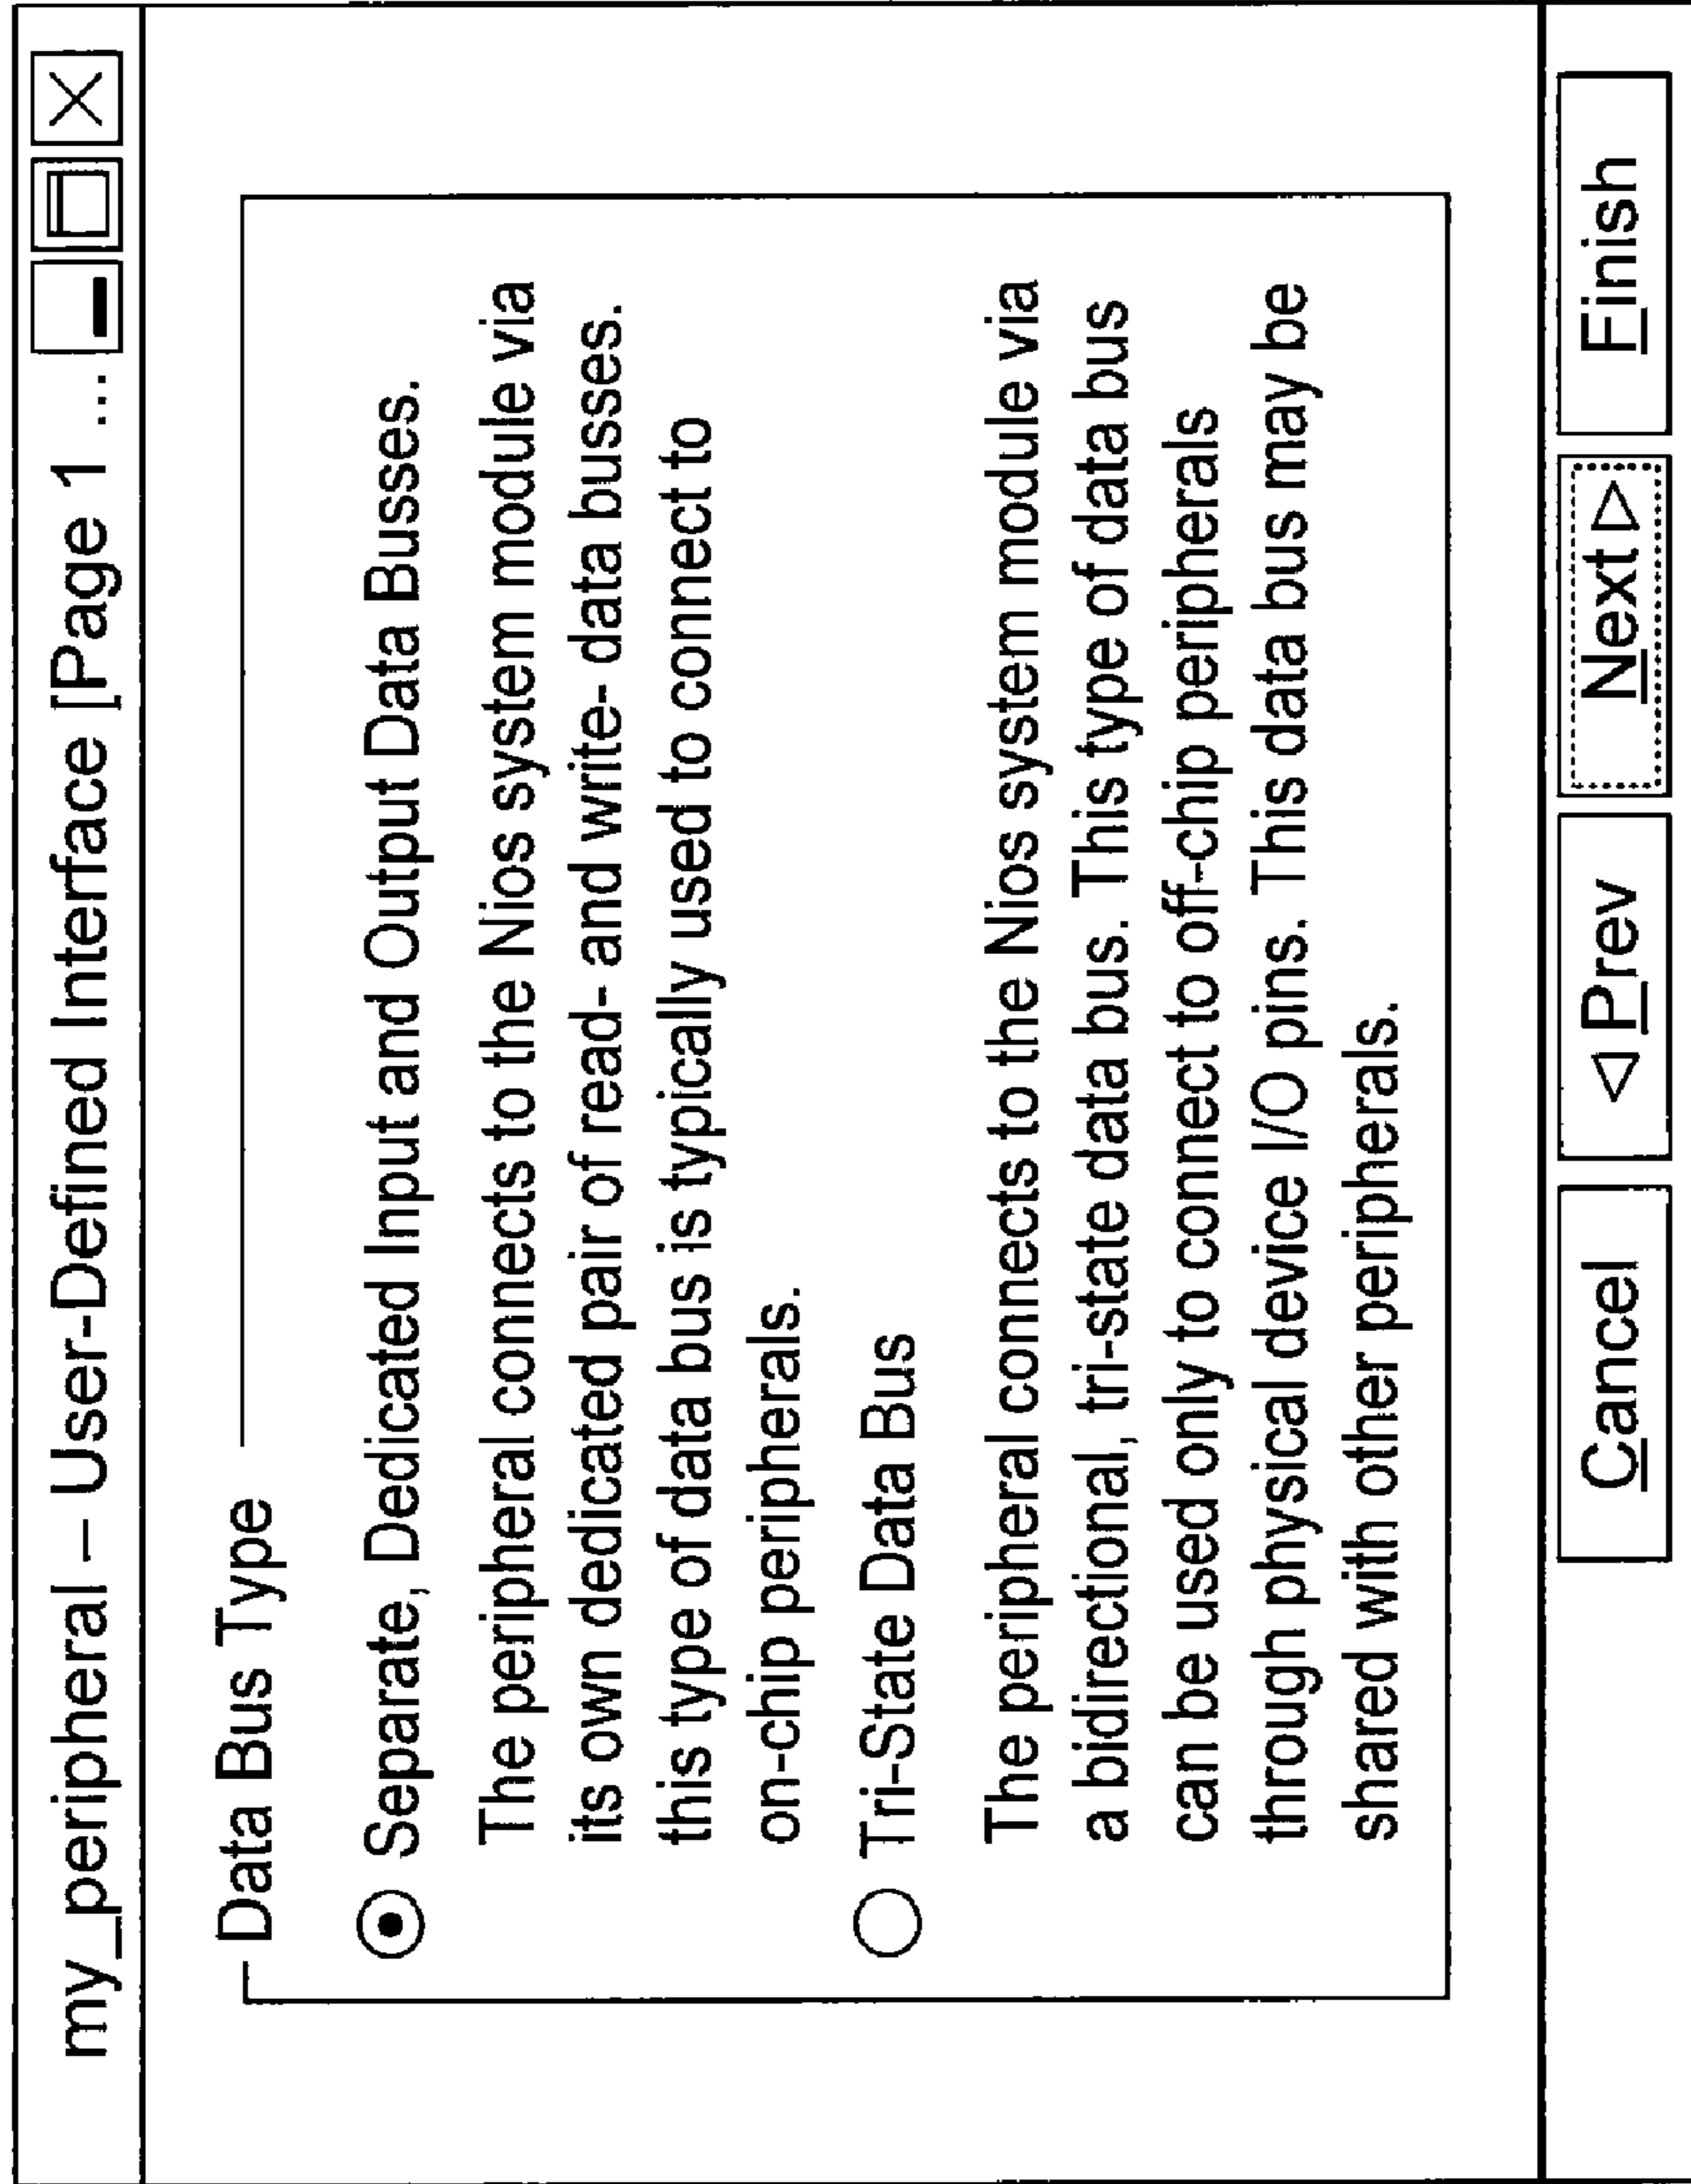 my_peripheral – User-Defined Interface [Page 1 ...
Data Bus Type
Separate, Dedicated Input and Output Data Busses.
The peripheral connects to the Nios system module via
its own dedicated pair of read- and write- data busses.
this type of data bus is typically used to connect to
on-chip peripherals.
Tri-State Data Bus
The peripheral connects to the Nios system module via
a bidirectional, tri-state data bus. This type of data bus
can be used only to connect to off-chip peripherals
through physical device I/O pins. This data bus may be
shared with other peripherals.
Cancel
Prev
Next
Finish